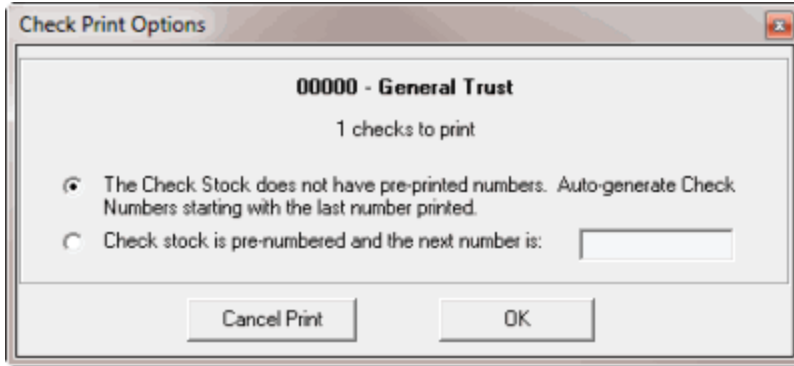 Check Print Options
00000 - General Trust
1 checks to print
The Check Stock does not have pre-printed numbers. Auto-generate Check
Numbers starting with the last number printed.
Check stock is pre-numbered and the next number is:
Cancel Print
OK